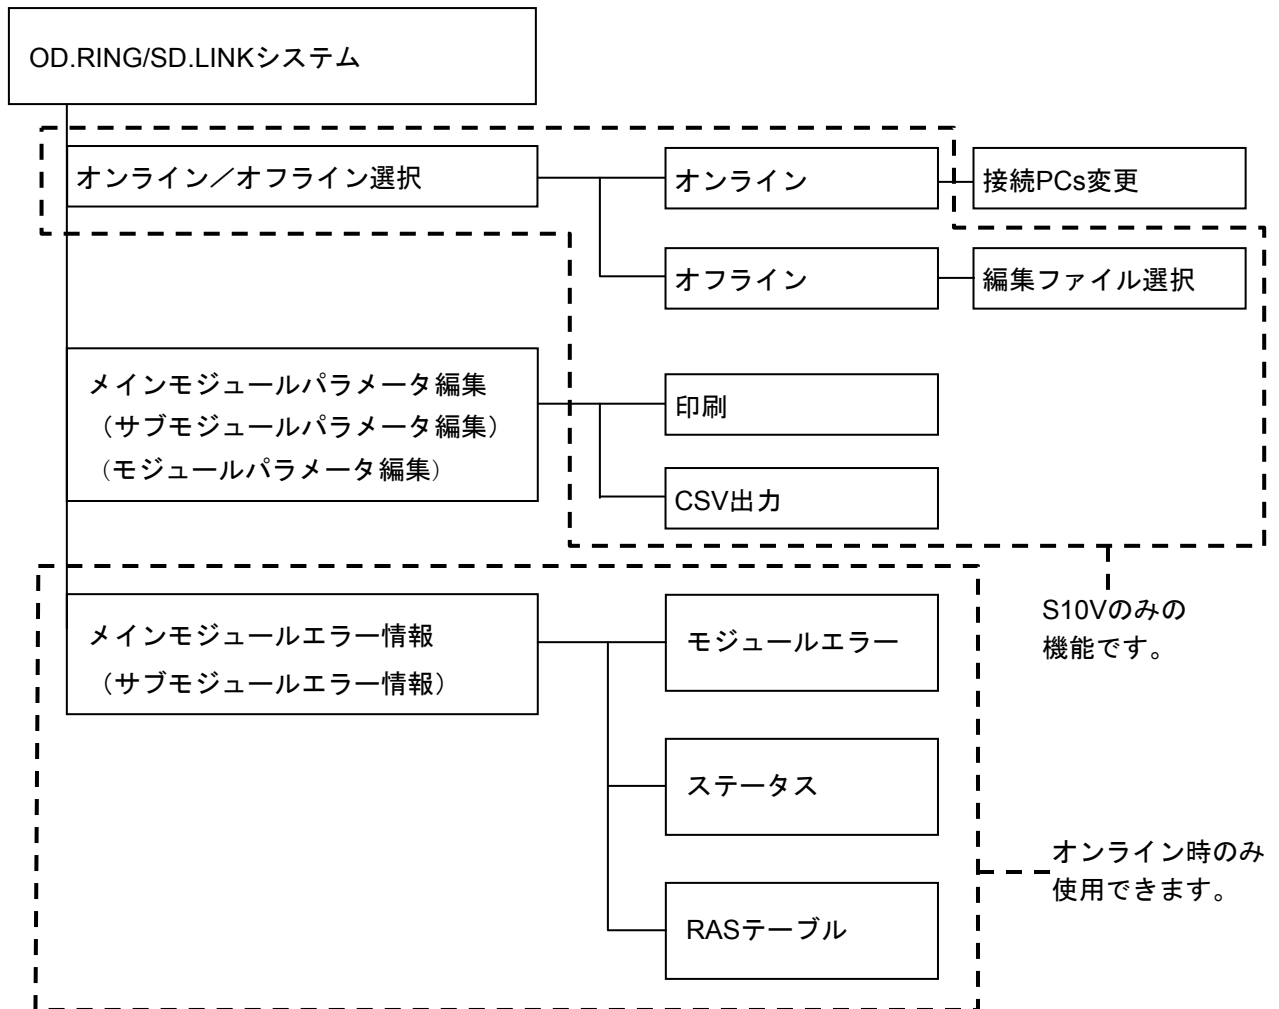 OD.RING/SD.LINKシステム
オンライン／オフライン選択
オンライン
接続PCs変更
オフライン
編集ファイル選択
メインモジュールパラメータ編集
（サブモジュールパラメータ編集）
（モジュールパラメータ編集）
印刷
CSV出力
S10Vのみの
機能です。
メインモジュールエラー情報
（サブモジュールエラー情報）
モジュールエラー
ステータス
RASテーブル
オンライン時のみ
使用できます。